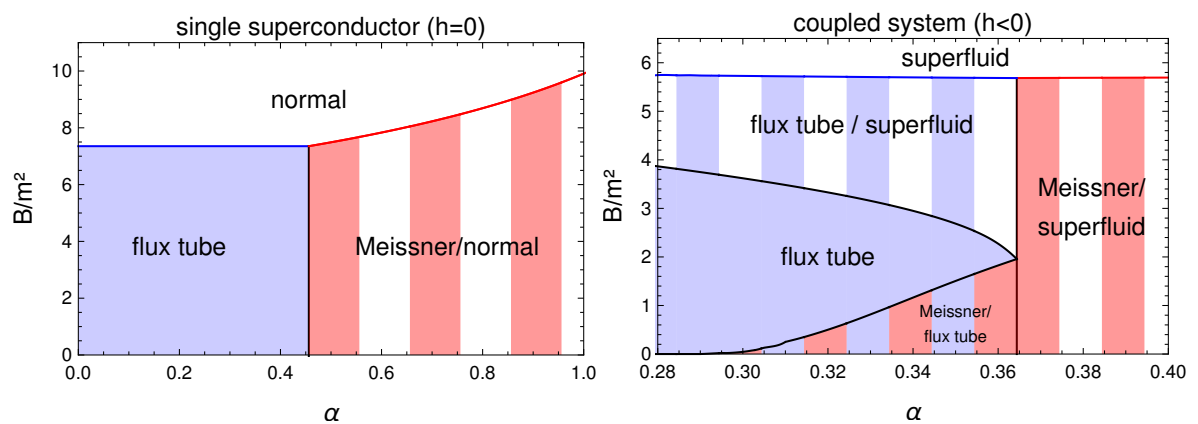 single superconductor (h=0)
B/m²
10
8
6
4
2
0
normal
flux tube
Meissner/normal
0.0
0.2
0.4
0.6
0.8
1.0
α
coupled system (h<0)
superfluid
B/m²
6
5
4
3
2
1
0
flux tube / superfluid
flux tube
Meissner/
superfluid
Meissner/
flux tube
0.28
0.30
0.32
0.34
0.36
0.38
0.40
α